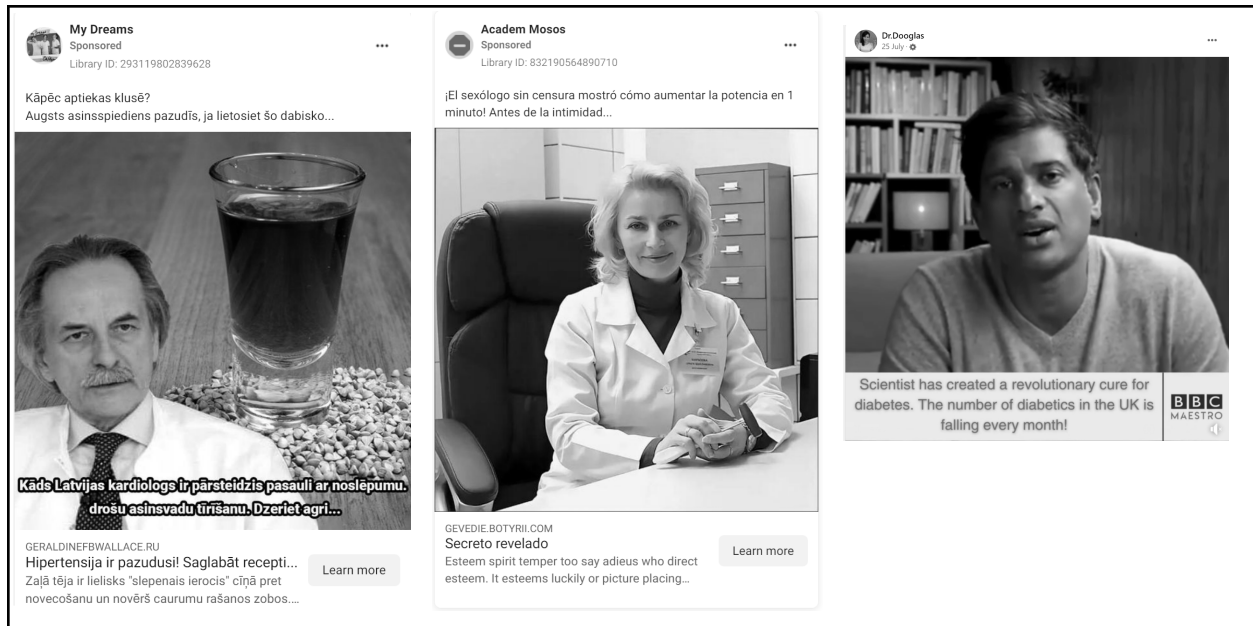 My Dreams
Sponsored
Library ID: 293119802839628
Kāpēc aptiekas klusē?
Augsts asinsspiediens pazudīs, ja lietosiet šo dabisko...
Kāds Latvijas kardiologs ir pārsteidzis pasauli ar noslēpumu.
drošu asinsvadu tīrīšanu. Dzeriet agri...
GERALDINEFBWALLACE.RU
Hipertensija ir pazudusi! Saglabāt recepti...
Zaļā tēja ir lielisks "slepenais ierocis" cīņā pret
novecošanu un novērš caurumu rašanos zobos....
Learn more
Academ Mosos
Sponsored
Library ID: 832190564890710
¡El sexólogo sin censura mostró cómo aumentar la potencia en 1
minuto! Antes de la intimidad...
GEVEDIE.BOTYRII.COM
Secreto revelado
Esteem spirit temper too say adieus who direct
esteem. It esteems luckily or picture placing...
Learn more
Dr.Dooglas
25 July
Scientist has created a revolutionary cure for
diabetes. The number of diabetics in the UK is
falling every month!
BBC
MAESTRO